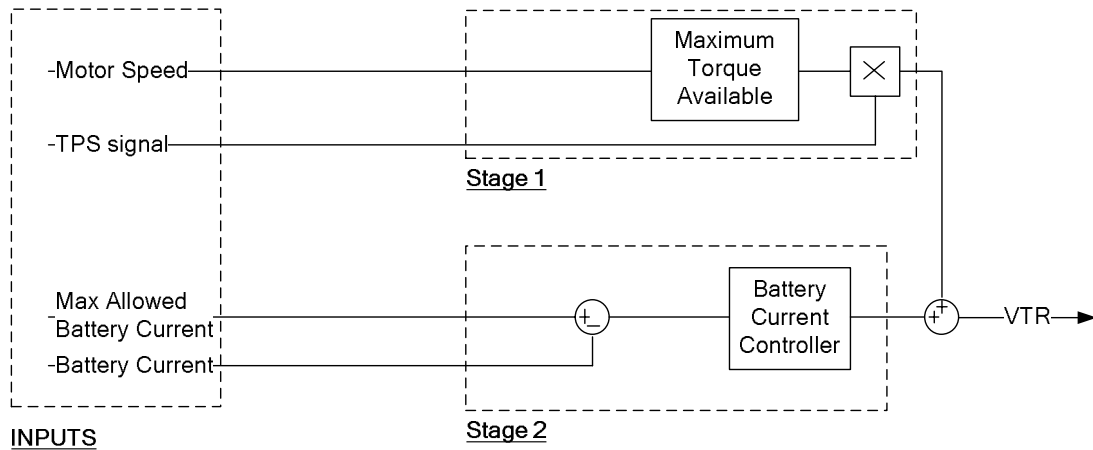 Motor Speed
TPS signal
Maximum
Torque
Available
×
Stage 1
Max Allowed
Battery Current
Battery Current
+
−
Battery
Current
Controller
+
+
VTR
Stage 2
INPUTS